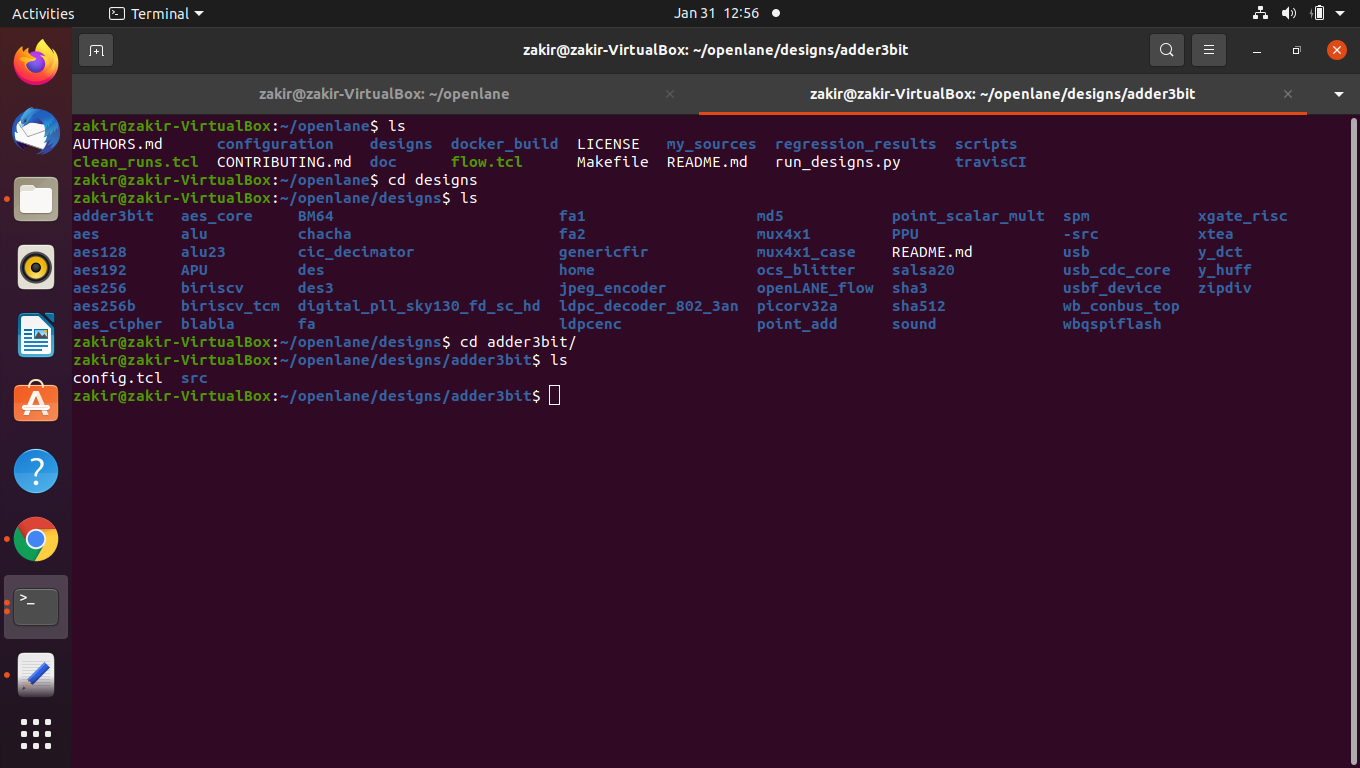 Activities Terminal Jan 31 12:56
zakir@zakir-VirtualBox: ~/openlane/designs/adder3bit
zakir@zakir-VirtualBox: ~/openlane zakir@zakir-VirtualBox: ~/openlane/designs/adder3bit
zakir@zakir-VirtualBox:~/openlane$ ls
AUTHORS.md configuration designs docker_build LICENSE my_sources regression_results scripts
clean_runs.tcl CONTRIBUTING.md doc flow.tcl Makefile README.md run_designs.py travisCI
zakir@zakir-VirtualBox:~/openlane$ cd designs
zakir@zakir-VirtualBox:~/openlane/designs$ ls
adder3bit aes_core BM64 fa1 md5 point_scalar_mult spm xgate_risc
aes alu chacha fa2 mux4x1 PPU -src xtea
aes128 alu23 cic_decimator genericfir mux4x1_case README.md usb y_dct
aes192 APU des home ocs_blitter salsa20 usb_cdc_core y_huff
aes256 biriscv des3 jpeg_encoder openLANE_flow sha3 usbf_device zipdiv
aes256b biriscv_tcm digital_pll_sky130_fd_sc_hd ldpc_decoder_802_3an picorv32a sha512 wb_conbus_top
aes_cipher blabla fa ldpcenc point_add sound wbqspiflash
zakir@zakir-VirtualBox:~/openlane/designs$ cd adder3bit/
zakir@zakir-VirtualBox:~/openlane/designs/adder3bit$ ls
config.tcl src
zakir@zakir-VirtualBox:~/openlane/designs/adder3bit$